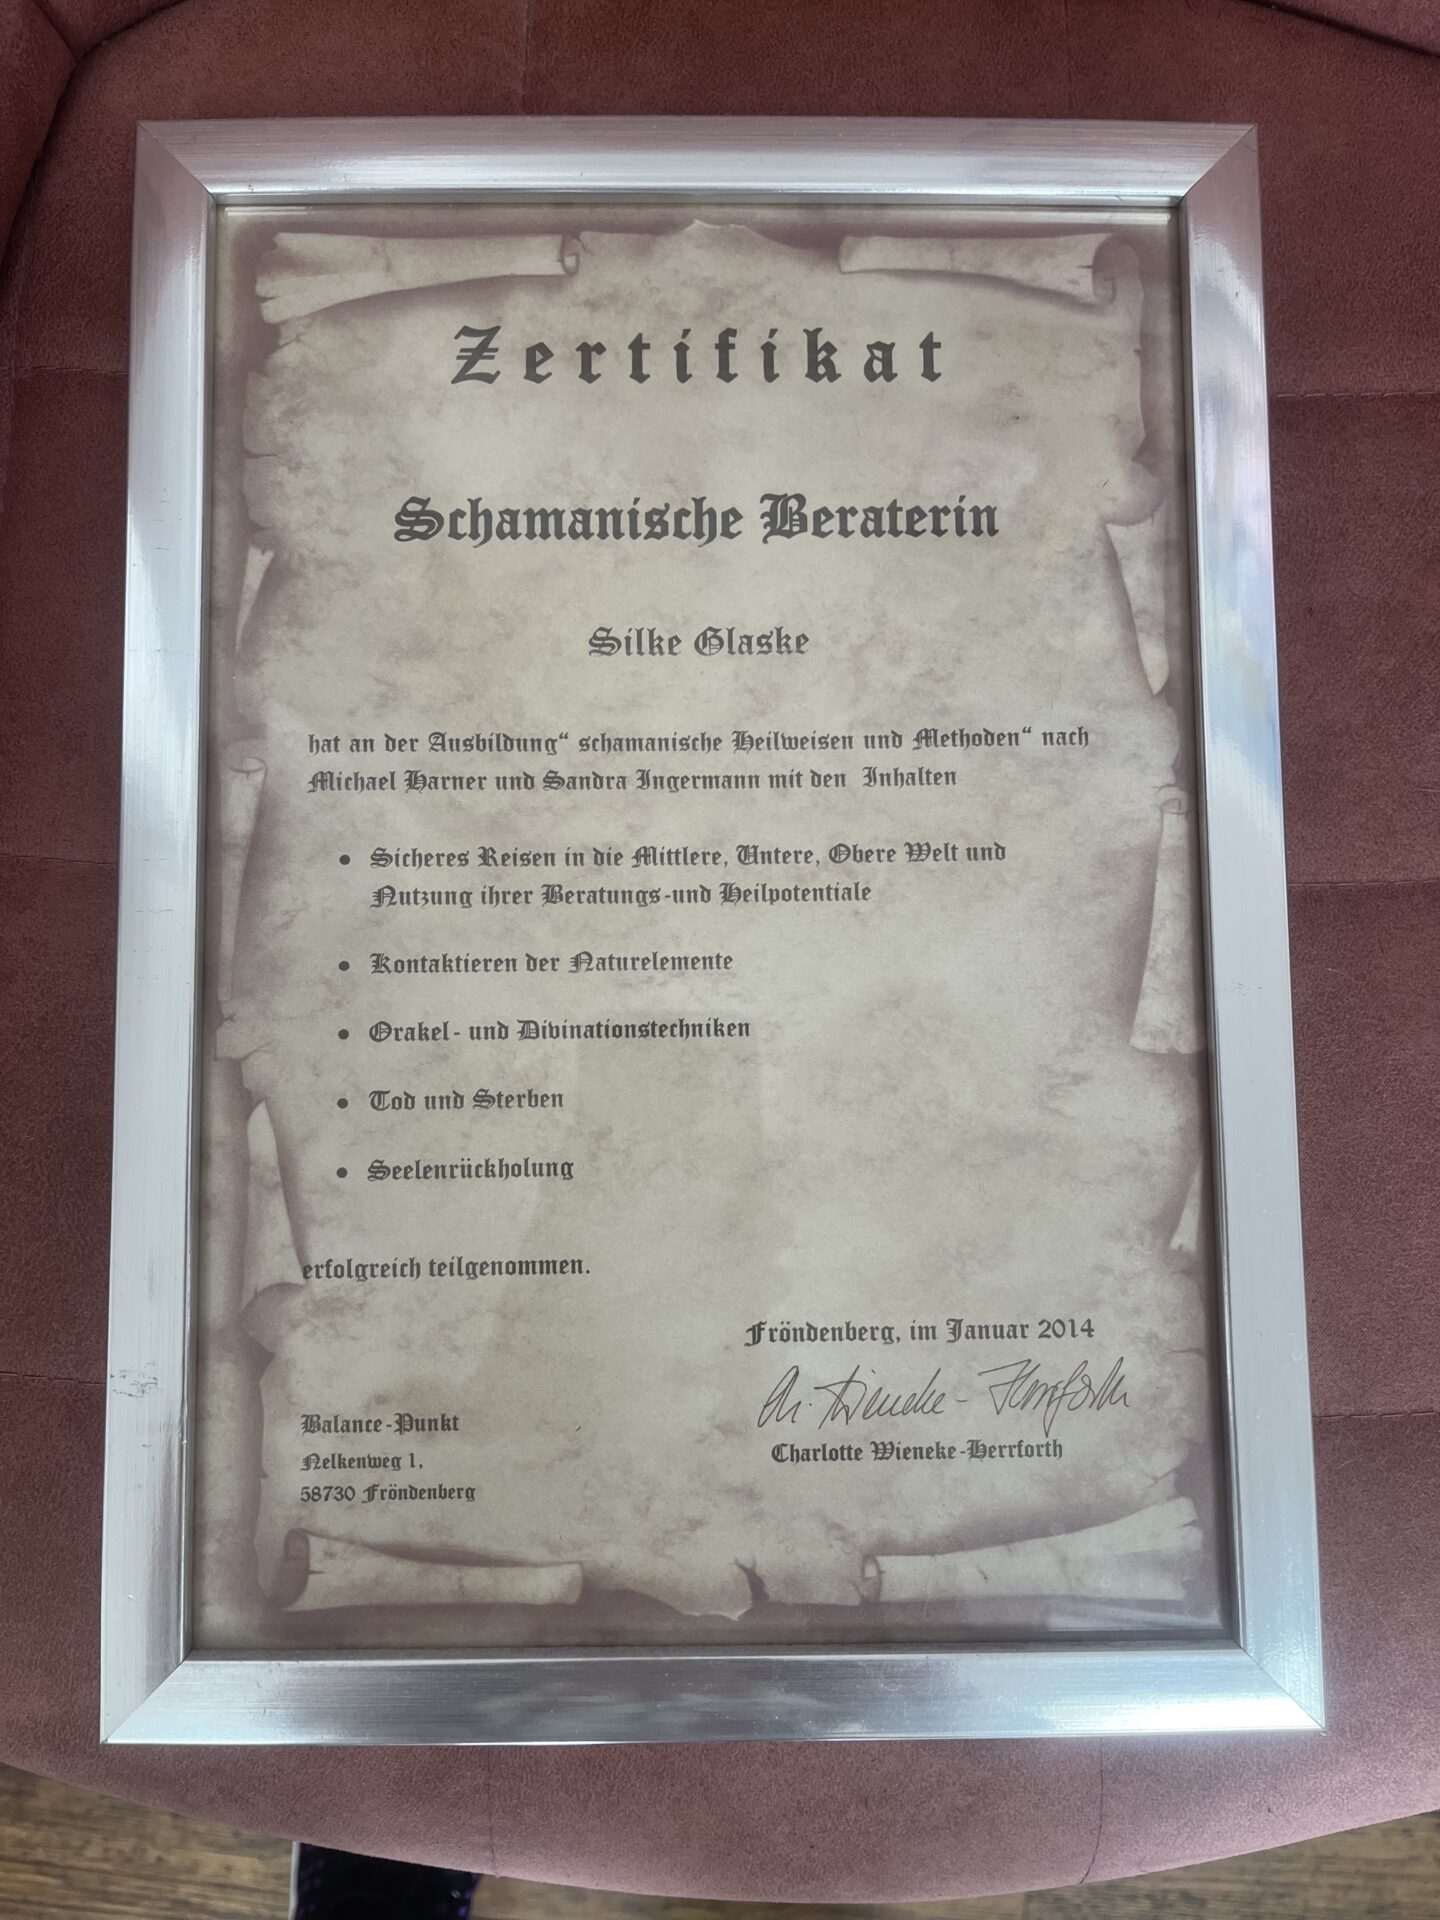 Zertifikat
Schamanische Beraterin
Silke Glaske
hat an der Ausbildung“ schamanische Heilweisen und Methoden“ nach
Michael Harner und Sandra Ingermann mit den Inhalten
• Sicheres Reisen in die Mittlere, Untere, Obere Welt und
Nutzung ihrer Beratungs-und Heilpotentiale
• Kontaktieren der Naturelemente
• Orakel- und Divinationstechniken
• Tod und Sterben
• Seelenrückholung
erfolgreich teilgenommen.
Fröndenberg, im Januar 2014
Ch. Wieneke-Herrforth
Charlotte Wieneke-Herrforth
Balance-Punkt
Nelkenweg 1,
58730 Fröndenberg